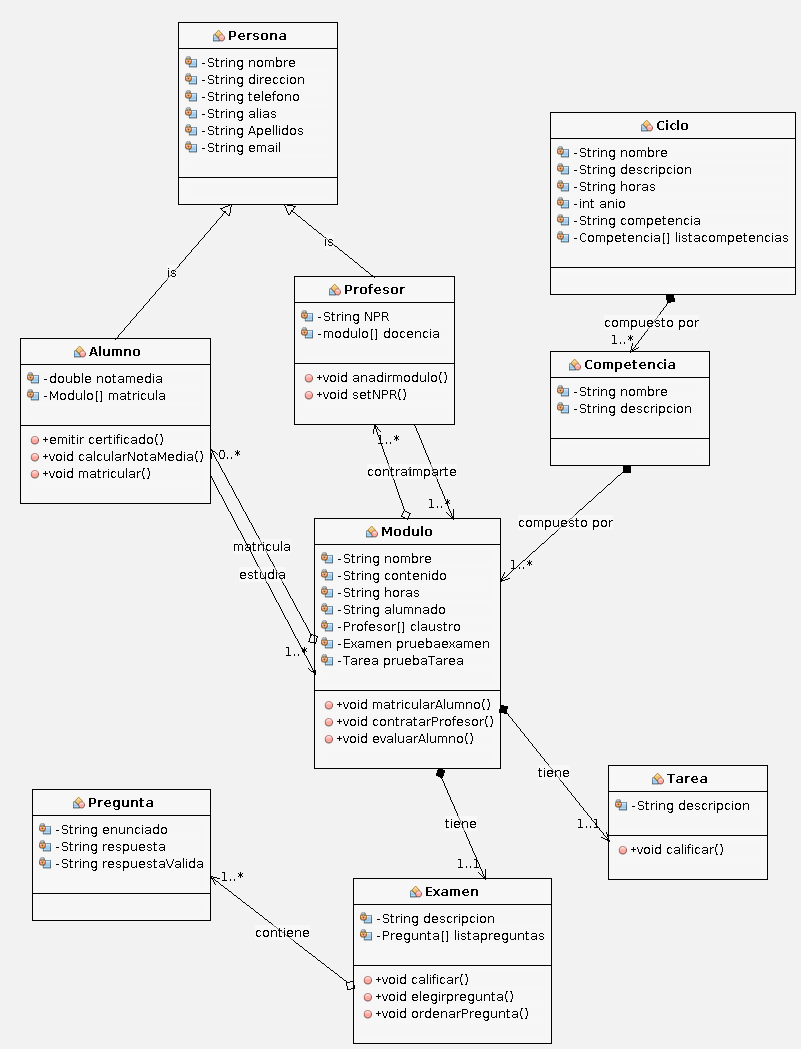 Persona
-String nombre
-String direccion
-String telefono
-String alias
-String Apellidos
-String email
Ciclo
-String nombre
-String descripcion
-String horas
-int anio
-String competencia
-Competencia[] listacompetencias
is
is
Profesor
-String NPR
-modulo[] docencia
+void anadirmodulo()
+void setNPR()
compuesto por
1..*
Alumno
-double notamedia
-Modulo[] matricula
+emitir certificado()
+void calcularNotaMedia()
+void matricular()
Competencia
-String nombre
-String descripcion
1..*
0..*
contrata
imparte
1..*
compuesto por
1..*
matricula
estudia
1..*
Modulo
-String nombre
-String contenido
-String horas
-String alumnado
-Profesor[] claustro
-Examen pruebaexamen
-Tarea pruebaTarea
+void matricularAlumno()
+void contratarProfesor()
+void evaluarAlumno()
tiene
1..1
Tarea
-String descripcion
+void calificar()
Pregunta
-String enunciado
-String respuesta
-String respuestaValida
tiene
1..1
1..*
contiene
Examen
-String descripcion
-Pregunta[] listapreguntas
+void calificar()
+void elegirpregunta()
+void ordenarPregunta()